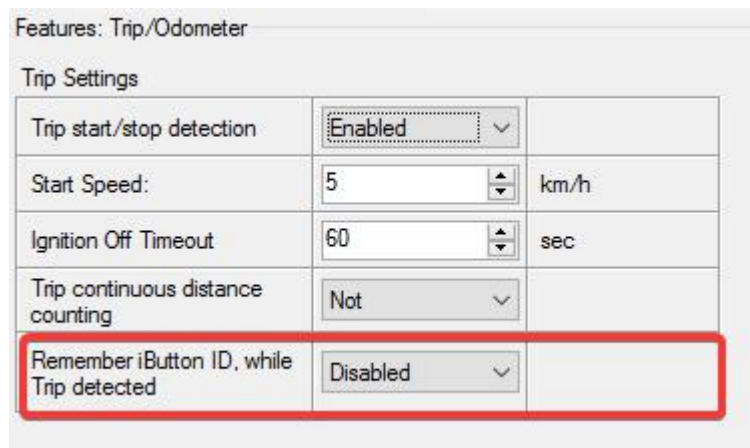 Features: Trip/Odometer
Trip Settings
Trip start/stop detection Enabled
Start Speed: 5 km/h
Ignition Off Timeout 60 sec
Trip continuous distance
counting Not
Remember iButton ID, while
Trip detected Disabled